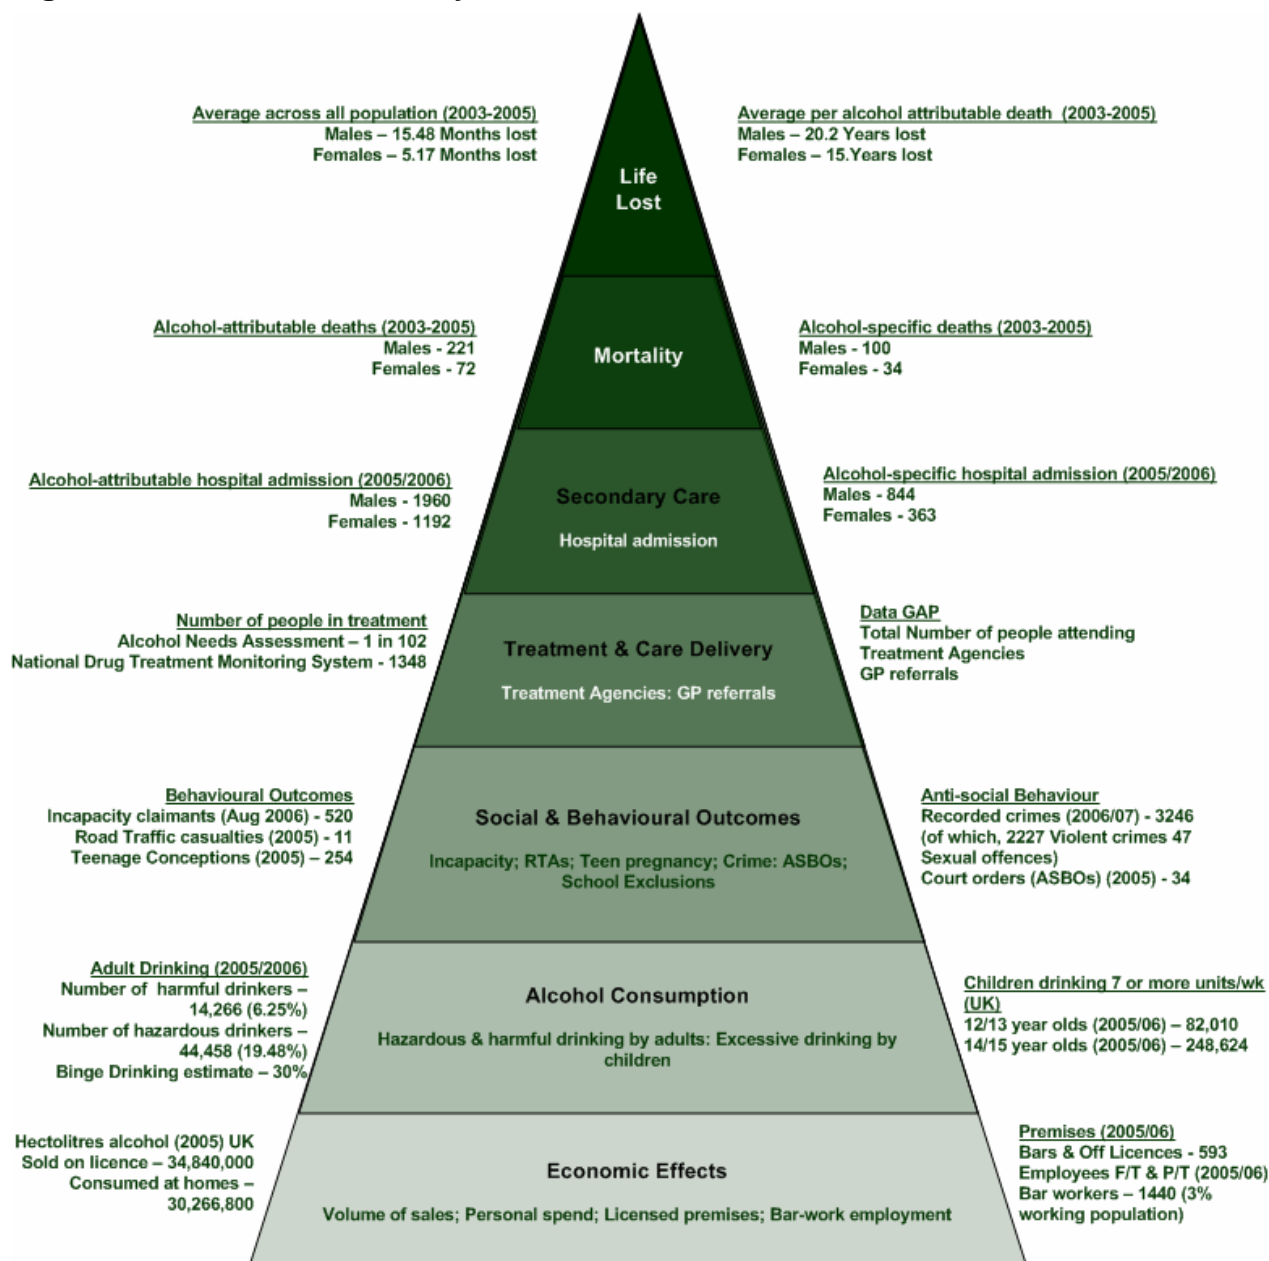 Average across all population (2003-2005)
Males – 15.48 Months lost
Females – 5.17 Months lost
Average per alcohol attributable death (2003-2005)
Males – 20.2 Years lost
Females – 15.Years lost
Life
Lost
Alcohol-attributable deaths (2003-2005)
Males - 221
Females - 72
Mortality
Alcohol-specific deaths (2003-2005)
Males - 100
Females - 34
Alcohol-attributable hospital admission (2005/2006)
Males - 1960
Females - 1192
Secondary Care
Hospital admission
Alcohol-specific hospital admission (2005/2006)
Males - 844
Females - 363
Number of people in treatment
Alcohol Needs Assessment – 1 in 102
National Drug Treatment Monitoring System - 1348
Treatment & Care Delivery
Treatment Agencies: GP referrals
Data GAP
Total Number of people attending
Treatment Agencies
GP referrals
Behavioural Outcomes
Incapacity claimants (Aug 2006) - 520
Road Traffic casualties (2005) - 11
Teenage Conceptions (2005) – 254
Social & Behavioural Outcomes
Incapacity; RTAs; Teen pregnancy; Crime: ASBOs;
School Exclusions
Anti-social Behaviour
Recorded crimes (2006/07) - 3246
(of which, 2227 Violent crimes 47
Sexual offences)
Court orders (ASBOs) (2005) - 34
Adult Drinking (2005/2006)
Number of harmful drinkers –
14,266 (6.25%)
Number of hazardous drinkers –
44,458 (19.48%)
Binge Drinking estimate – 30%
Alcohol Consumption
Hazardous & harmful drinking by adults: Excessive drinking by
children
Children drinking 7 or more units/wk
(UK)
12/13 year olds (2005/06) – 82,010
14/15 year olds (2005/06) – 248,624
Hectolitres alcohol (2005) UK
Sold on licence – 34,840,000
Consumed at homes –
30,266,800
Economic Effects
Volume of sales; Personal spend; Licensed premises; Bar-work employment
Premises (2005/06)
Bars & Off Licences - 593
Employees F/T & P/T (2005/06)
Bar workers – 1440 (3%
working population)